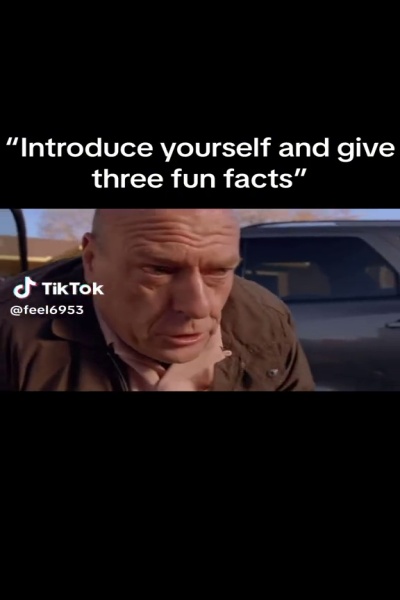 “Introduce yourself and give
three fun facts”
TikTok
@feel6953